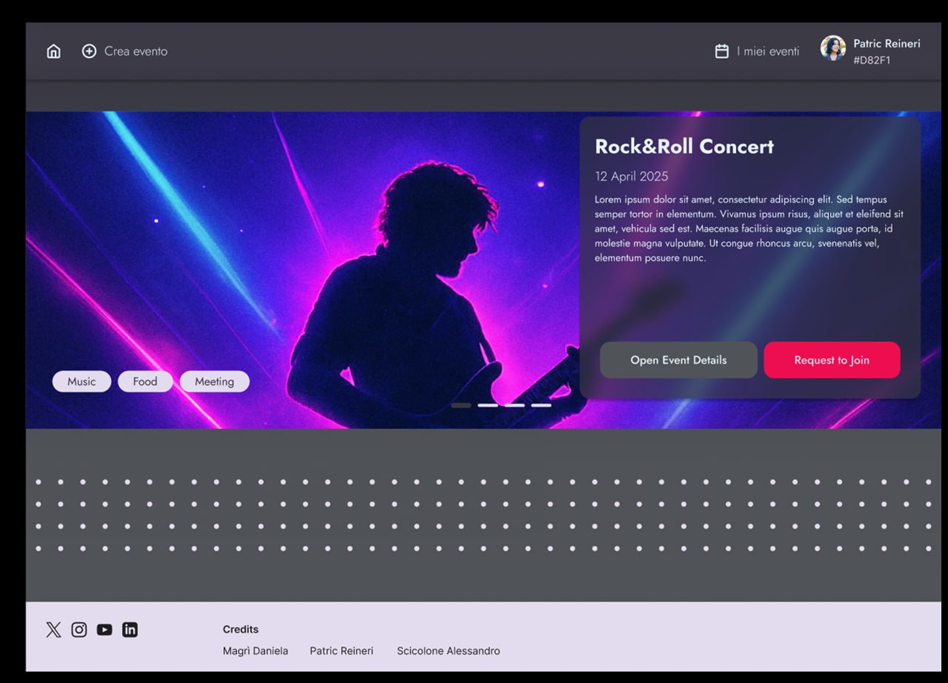 Crea evento
I miei eventi
Patric Reineri
#D82F1
Rock&Roll Concert
12 April 2025
Lorem ipsum dolor sit amet, consectetur adipiscing elit. Sed tempus
semper tortor in elementum. Vivamus ipsum risus, aliquet et eleifend sit
amet, vehicula sed est. Maecenas facilisis augue quis augue porta, id
molestie magna vulputate. Ut congue rhoncus arcu, svenenatis vel,
elementum posuere nunc.
Open Event Details
Request to Join
Music
Food
Meeting
Credits
Magrì Daniela
Patric Reineri
Scicolone Alessandro